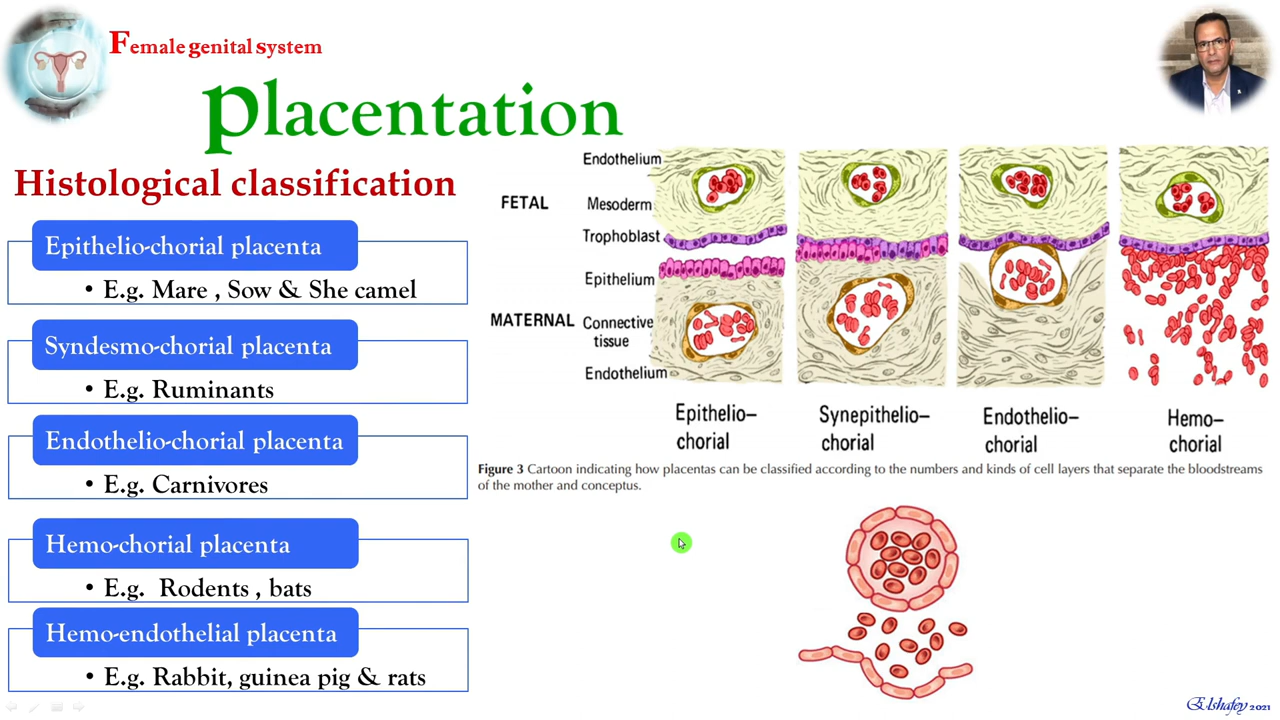 Female genital system
placentation
Histological classification
Epithelio-chorial placenta
• E.g. Mare , Sow & She camel
Syndesmo-chorial placenta
• E.g. Ruminants
Endothelio-chorial placenta
• E.g. Carnivores
Hemo-chorial placenta
• E.g. Rodents , bats
Hemo-endothelial placenta
• E.g. Rabbit, guinea pig & rats
Endothelium
FETAL
Mesoderm
Trophoblast
Epithelium
MATERNAL
Connective
tissue
Endothelium
Epithelio-
chorial
Synepithelio-
chorial
Endothelio-
chorial
Hemo-
chorial
Figure 3 Cartoon indicating how placentas can be classified according to the numbers and kinds of cell layers that separate the bloodstreams
of the mother and conceptus.
Elshafey 2021